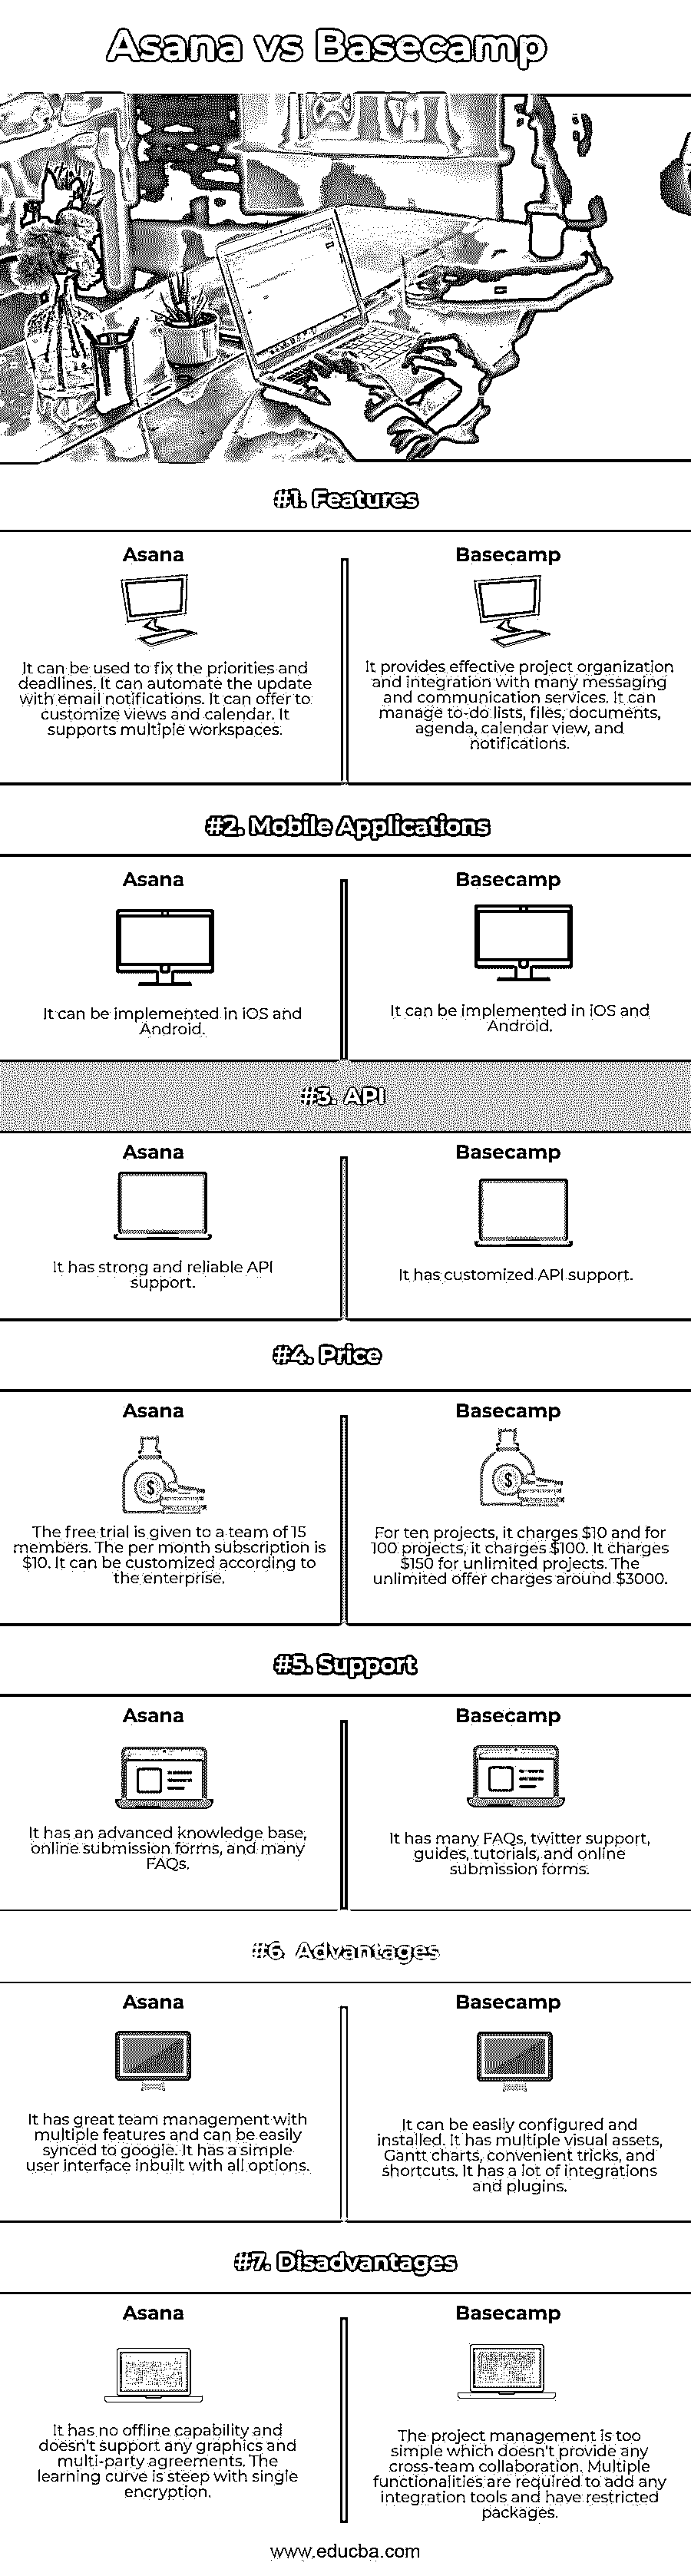 Asana vs Basecamp
#1. Features
Asana
It can be used to fix the priorities and
deadlines. It can automate the update
with email notifications. It can offer to
customize views and calendar. It
supports multiple workspaces.
Basecamp
It provides effective project organization
and integration with many messaging
and communication services. It can
manage to-do lists, files, documents,
agenda, calendar view, and
notifications.
#2. Mobile Applications
Asana
It can be implemented in iOS and
Android.
Basecamp
It can be implemented in iOS and
Android.
#3. API
Asana
It has strong and reliable API
support.
Basecamp
It has customized API support.
#4. Price
Asana
The free trial is given to a team of 15
members. The per month subscription is
$10. It can be customized according to
the enterprise.
Basecamp
For ten projects, it charges $10 and for
100 projects, it charges $100. It charges
$150 for unlimited projects. The
unlimited offer charges around $3000.
#5. Support
Asana
It has an advanced knowledge base,
online submission forms, and many
FAQs.
Basecamp
It has many FAQs, twitter support,
guides, tutorials, and online
submission forms.
#6 Advantages
Asana
It has great team management with
multiple features and can be easily
synced to google. It has a simple
user interface inbuilt with all options.
Basecamp
It can be easily configured and
installed. It has multiple visual assets,
Gantt charts, convenient tricks, and
shortcuts. It has a lot of integrations
and plugins.
#7. Disadvantages
Asana
It has no offline capability and
doesn't support any graphics and
multi-party agreements. The
learning curve is steep with single
encryption.
Basecamp
The project management is too
simple which doesn't provide any
cross-team collaboration. Multiple
functionalities are required to add any
integration tools and have restricted
packages.
www.educba.com